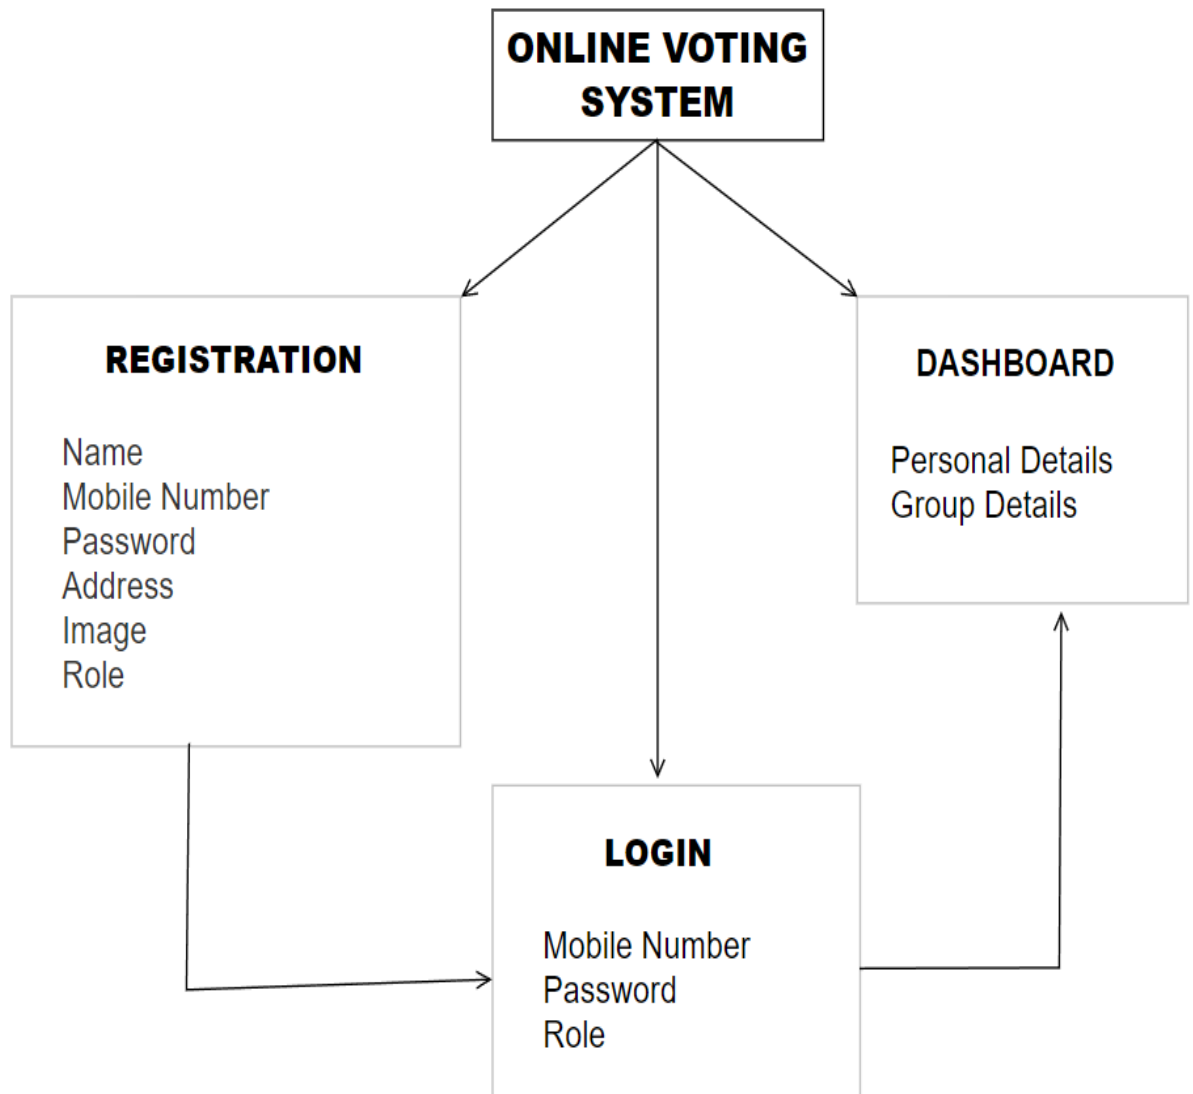 ONLINE VOTING
SYSTEM
REGISTRATION
Name
Mobile Number
Password
Address
Image
Role
DASHBOARD
Personal Details
Group Details
LOGIN
Mobile Number
Password
Role